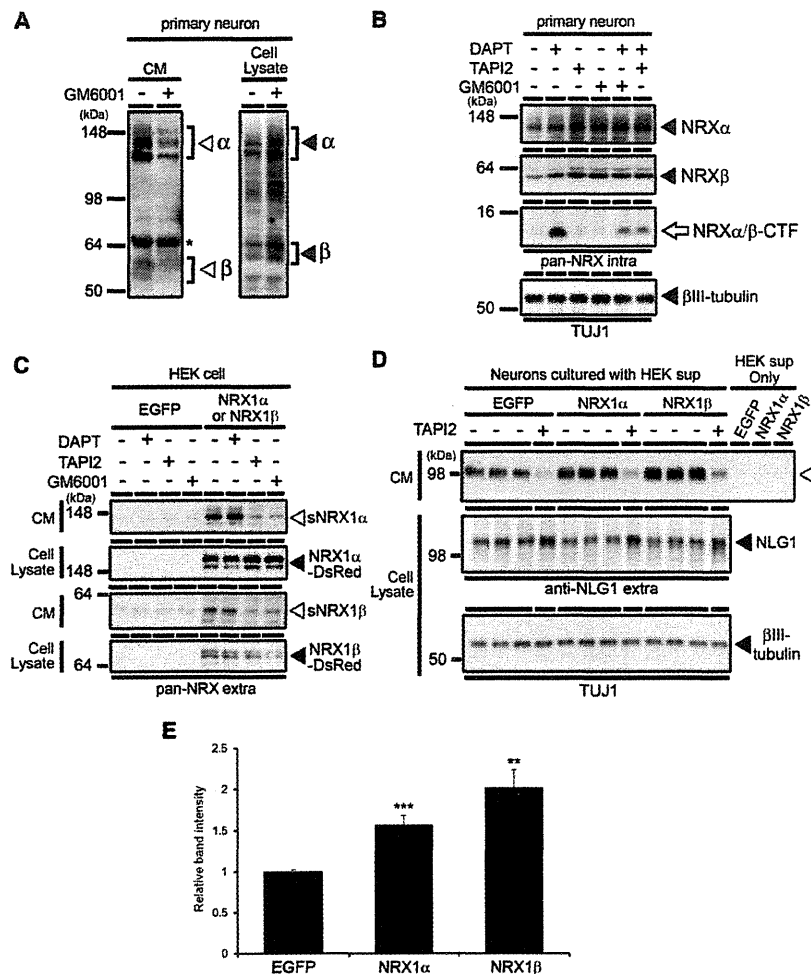 A
primary neuron
CM
Cell
Lysate
GM6001 - + - +
(kDa)
148
α
α
98
64
*
β
β
50
B
primary neuron
DAPT - + - - + +
TAPI2 - - + - - +
GM6001 - - - + + -
148
NRXα
64
NRXβ
16
NRXα/β-CTF
pan-NRX intra
βIII-tubulin
50
TUJ1
C
HEK cell
EGFP
NRX1α
or NRX1β
DAPT - + - - - + - -
TAPI2 - - + - - - + -
GM6001 - - - + - - - +
(kDa)
CM
148
sNRX1α
Cell
Lysate
148
NRX1α
-DsRed
CM
64
sNRX1β
Cell
Lysate
64
NRX1β
-DsRed
pan-NRX extra
D
Neurons cultured with HEK sup
HEK sup
Only
EGFP
NRX1α
NRX1β
EGFP
NRX1α
NRX1β
TAPI2 - - - + - - - + - - - +
(kDa)
CM
98
Cell
Lysate
98
NLG1
anti-NLG1 extra
50
βIII-
tubulin
TUJ1
E
Relative band intensity
2.5
2
1.5
1
0.5
0
***
**
EGFP
NRX1α
NRX1β